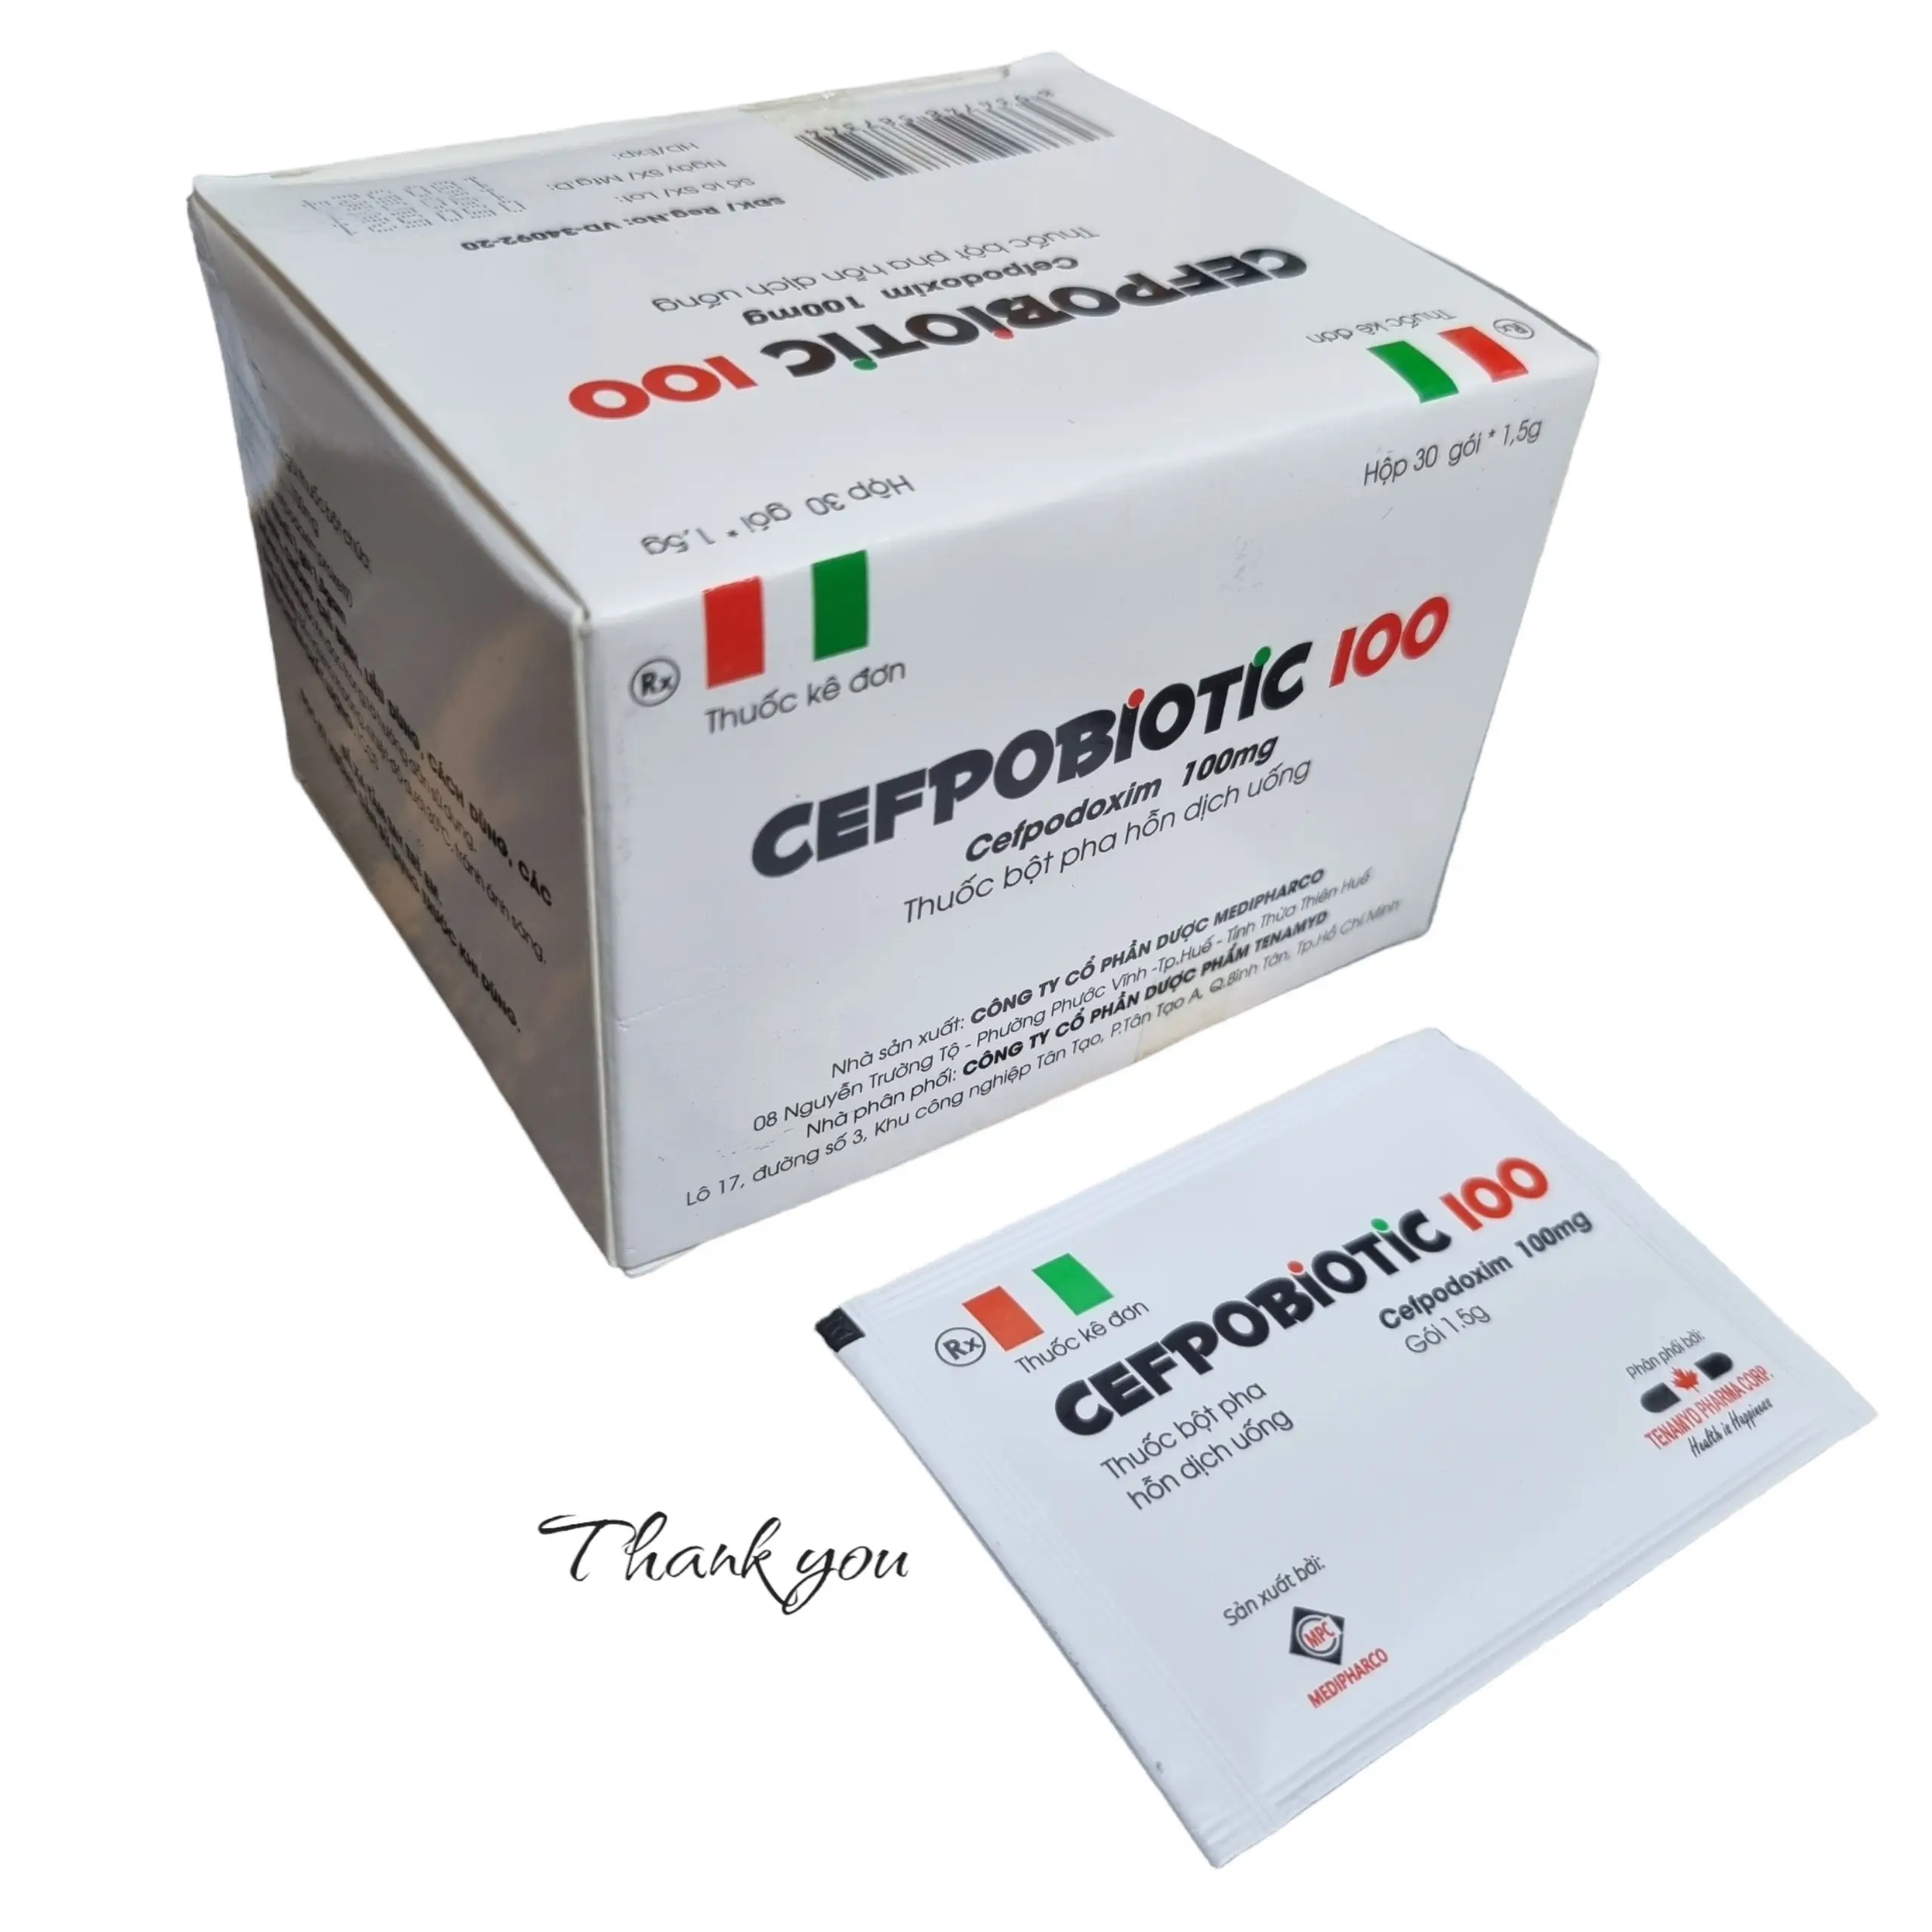 SĐK/ Reg.No: VD-34092-20
Số lô SX/ Lot:
Ngày SX/ Mfg D:
HD/Exp:
Rx
Thuốc kê đơn
CEFPOBiOTiC 100
Cefpodoxim 100mg
Thuốc bột pha hỗn dịch uống
Hộp 30 gói * 1,5g
Hộp 30 gói * 1,5g
Rx
Thuốc kê đơn
CEFPOBiOTiC 100
Cefpodoxim 100mg
Thuốc bột pha hỗn dịch uống
Nhà sản xuất: CÔNG TY CỔ PHẦN DƯỢC MEDIPHARCO
08 Nguyễn Trường Tộ - Phường Phước Vĩnh -Tp.Huế - Tỉnh Thừa Thiên Huế
Nhà phân phối: CÔNG TY CỔ PHẦN DƯỢC PHẨM TENAMYD
Lô 17, đường số 3, Khu công nghiệp Tân Tạo, P.Tân Tạo A, Q.Bình Tân, Tp.Hồ Chí Minh
Rx
Thuốc kê đơn
CEFPOBiOTiC 100
Cefpodoxim 100mg
Gói 1,5g
Thuốc bột pha
hỗn dịch uống
Phân phối bởi:
TENAMYD PHARMA CORP.
Health is Happiness
Sản xuất bởi:
MPC
MEDIPHARCO
Thank you